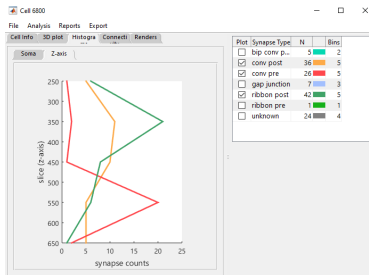 Cell 6800
File Analysis Reports Export
Cell Info 3D plot Histogra Connecti Renders
Soma Z-axis
250
300
350
400
450
500
550
600
650
slice (z-axis)
0 5 10 15 20 25
synapse counts
Plot Synapse Type N Bins
bip conv p... 5 2
conv post 36 5
conv pre 26 5
gap junction 7 3
ribbon post 42 5
ribbon pre 1 1
unknown 24 4